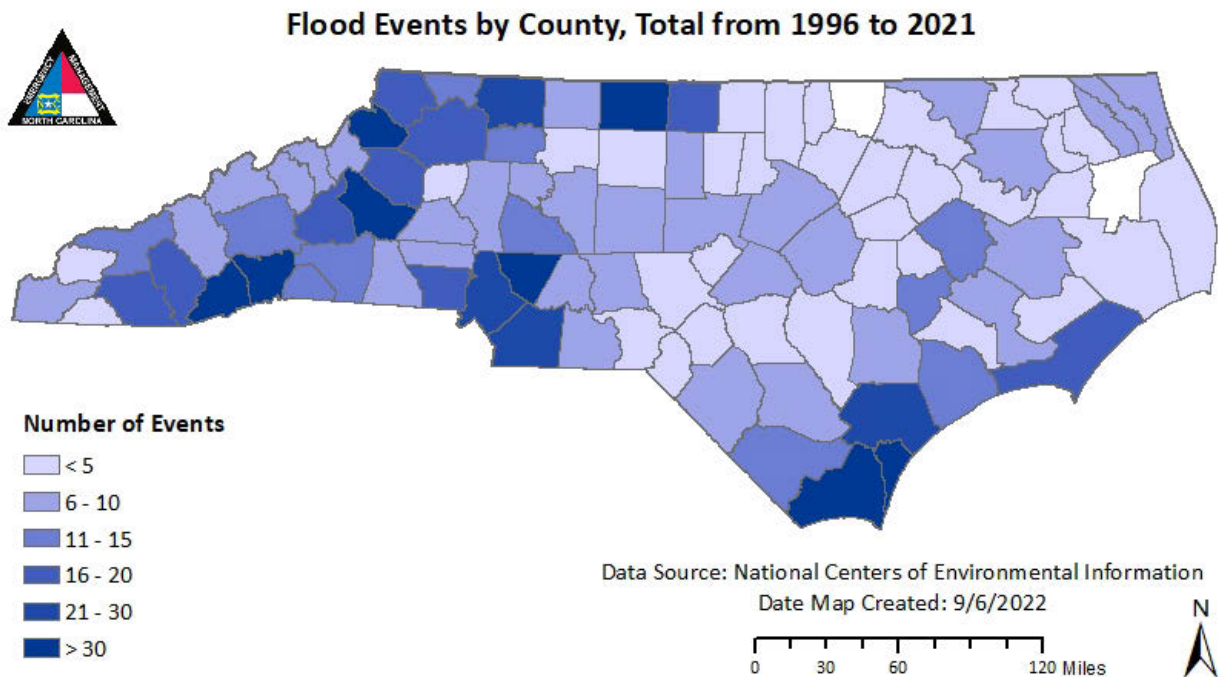 Flood Events by County, Total from 1996 to 2021
EMERGENCY
MANAGEMENT
NORTH CAROLINA
Number of Events
< 5
6 - 10
11 - 15
16 - 20
21 - 30
> 30
Data Source: National Centers of Environmental Information
Date Map Created: 9/6/2022
N
0 30 60 120 Miles